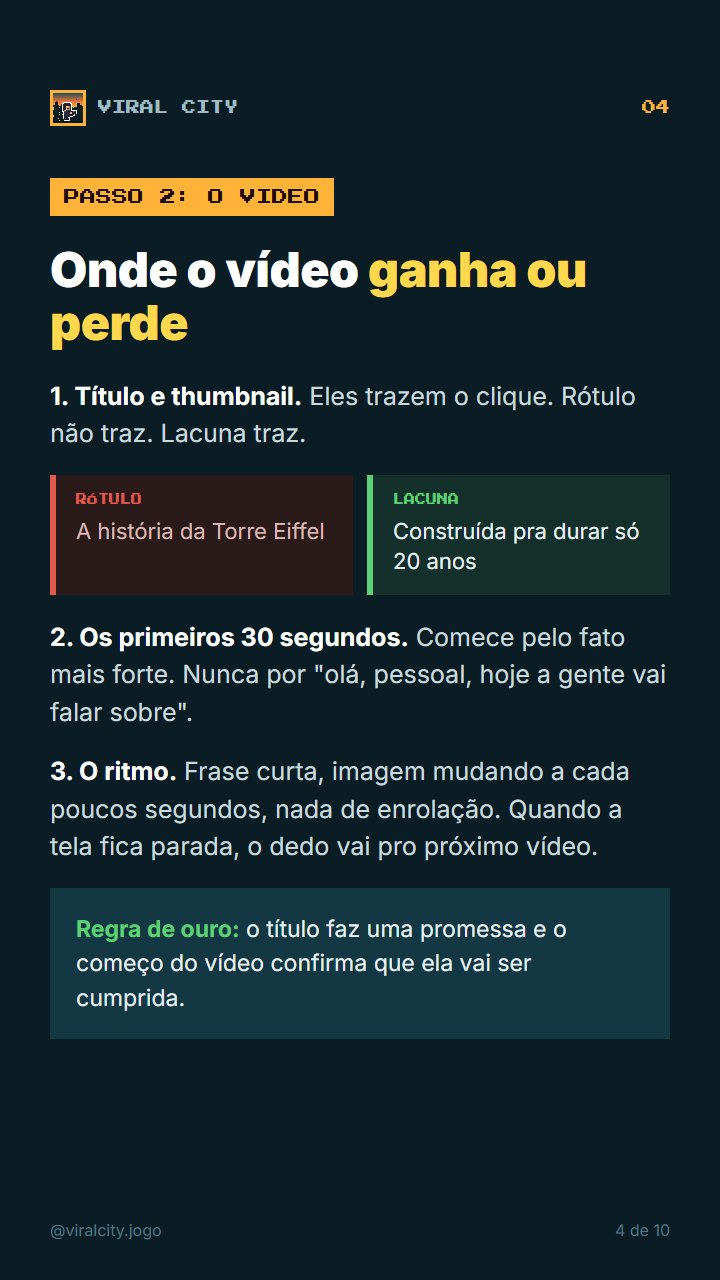 VIRAL CITY
04
PASSO 2: O VIDEO
Onde o vídeo ganha ou
perde
1. Título e thumbnail. Eles trazem o clique. Rótulo
não traz. Lacuna traz.
RóTULO
A história da Torre Eiffel
LACUNA
Construída pra durar só
20 anos
2. Os primeiros 30 segundos. Comece pelo fato
mais forte. Nunca por "olá, pessoal, hoje a gente vai
falar sobre".
3. O ritmo. Frase curta, imagem mudando a cada
poucos segundos, nada de enrolação. Quando a
tela fica parada, o dedo vai pro próximo vídeo.
Regra de ouro: o título faz uma promessa e o
começo do vídeo confirma que ela vai ser
cumprida.
@viralcity.jogo
4 de 10